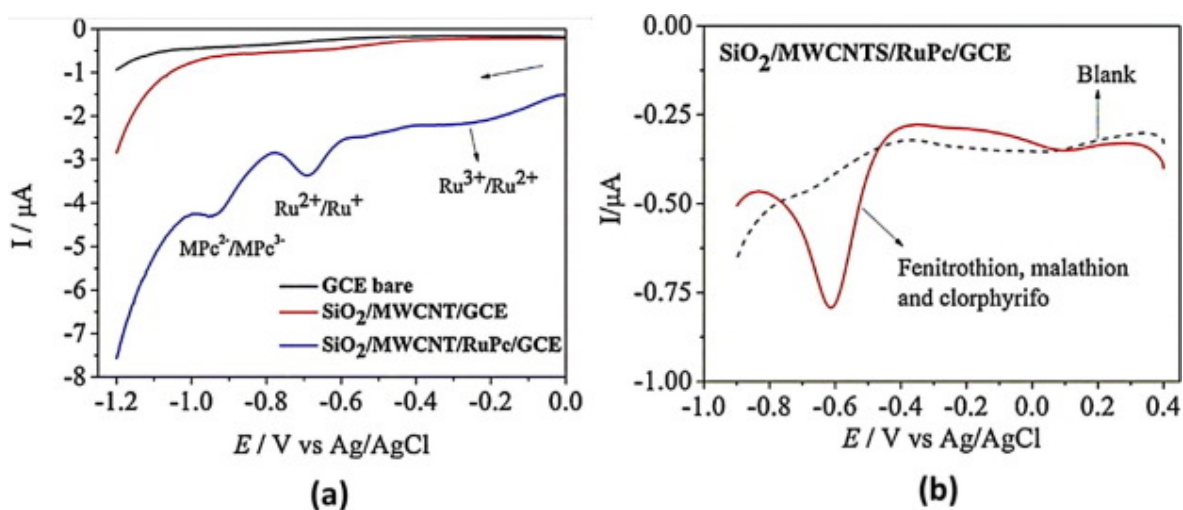 0
-1
-2
-3
-4
-5
-6
-7
-8
I / µA
Ru³⁺/Ru²⁺
Ru²⁺/Ru⁺
MPc²⁻/MPc³⁻
GCE bare
SiO₂/MWCNT/GCE
SiO₂/MWCNT/RuPc/GCE
-1.2 -1.0 -0.8 -0.6 -0.4 -0.2 0.0
E / V vs Ag/AgCl
(a)
-0.00
-0.25
-0.50
-0.75
-1.00
I/µA
SiO₂/MWCNTS/RuPc/GCE
Blank
Fenitrothion, malathion
and clorphyrifo
-1.0 -0.8 -0.6 -0.4 -0.2 0.0 0.2 0.4
E / V vs Ag/AgCl
(b)